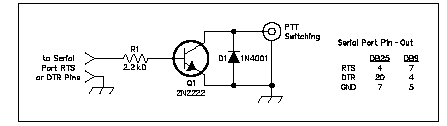 PTT
Switching
R1
2.2 kΩ
to Serial
Port RTS
or DTR Pins
D1
1N4001
Q1
2N2222
Serial Port Pin - Out
DB25 DB9
RTS 4 7
DTR 20 4
GND 7 5